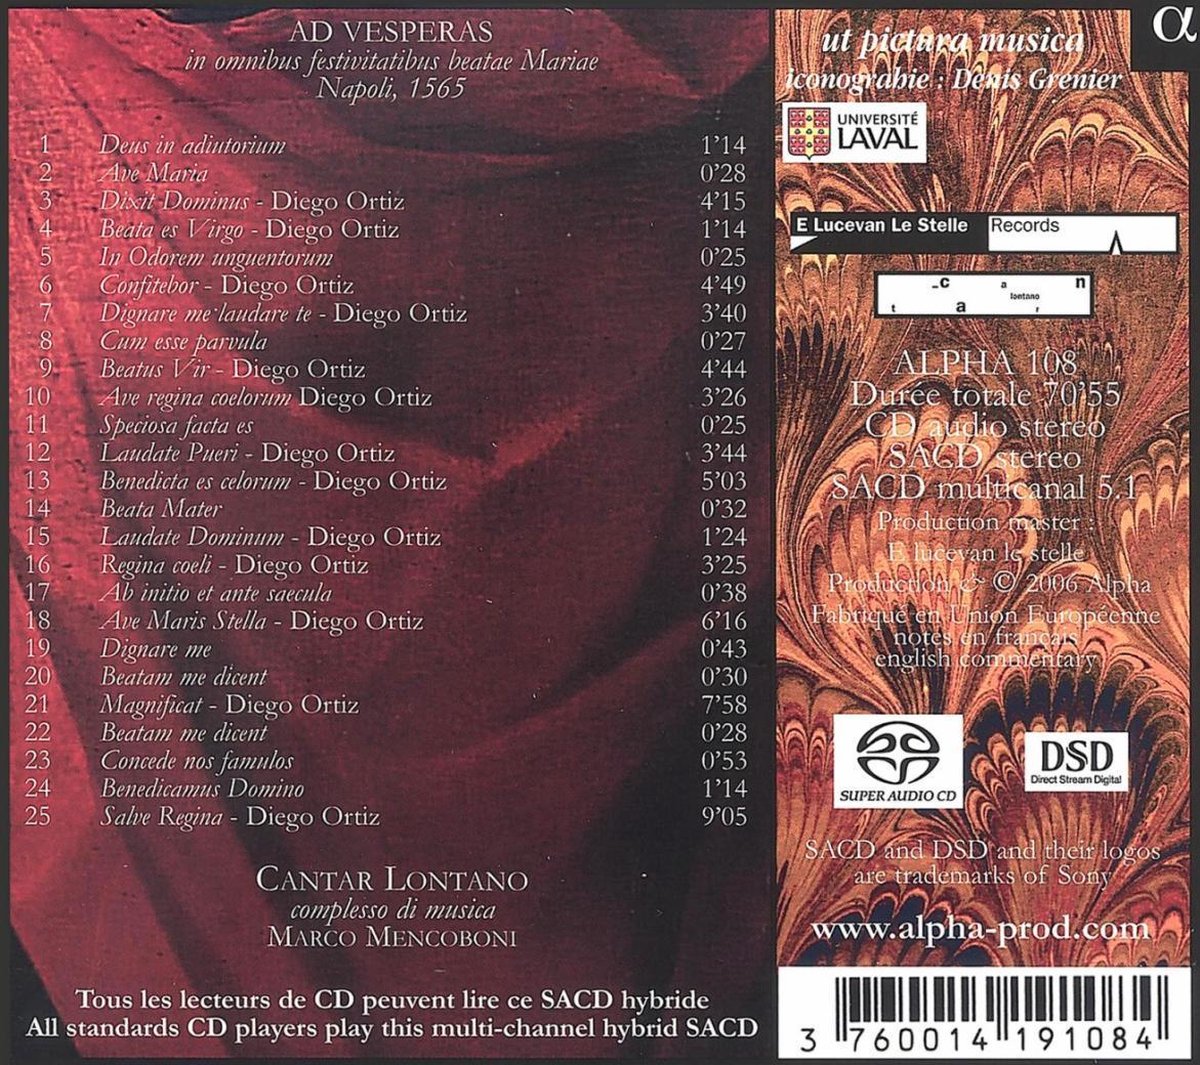 AD VESPERAS
in omnibus festivitatibus beatae Mariae
Napoli, 1565
1 Deus in adiutorium 1'14
2 Ave Maria 0'28
3 Dixit Dominus - Diego Ortiz 4'15
4 Beata es Virgo - Diego Ortiz 1'14
5 In Odorem unguentorum 0'25
6 Confitebor - Diego Ortiz 4'49
7 Dignare me laudare te - Diego Ortiz 3'40
8 Cum esse parvula 0'27
9 Beatus Vir - Diego Ortiz 4'44
10 Ave regina coelorum Diego Ortiz 3'26
11 Speciosa facta es 0'25
12 Laudate Pueri - Diego Ortiz 3'44
13 Benedicta es celorum - Diego Ortiz 5'03
14 Beata Mater 0'32
15 Laudate Dominum - Diego Ortiz 1'24
16 Regina coeli - Diego Ortiz 3'25
17 Ab initio et ante saecula 0'38
18 Ave Maris Stella - Diego Ortiz 6'16
19 Dignare me 0'43
20 Beatam me dicent 0'30
21 Magnificat - Diego Ortiz 7'58
22 Beatam me dicent 0'28
23 Concede nos famulos 0'53
24 Benedicamus Domino 1'14
25 Salve Regina - Diego Ortiz 9'05
CANTAR LONTANO
complesso di musica
MARCO MENCOBONI
Tous les lecteurs de CD peuvent lire ce SACD hybride
All standards CD players play this multi-channel hybrid SACD
α
ut pictura musica
iconograhie : Denis Grenier
UNIVERSITÉ
LAVAL
E Lucevan Le Stelle Records
c a n
lontano
t a r
ALPHA 108
Durée totale 70'55
CD audio stereo
SACD stereo
SACD multicanal 5.1
Production master :
E lucevan le stelle
Production & © 2006 Alpha
Fabriqué en Union Européenne
notes en français
english commentary
SUPER AUDIO CD
DSD
Direct Stream Digital
SACD and DSD and their logos
are trademarks of Sony
www.alpha-prod.com
3 760014 191084